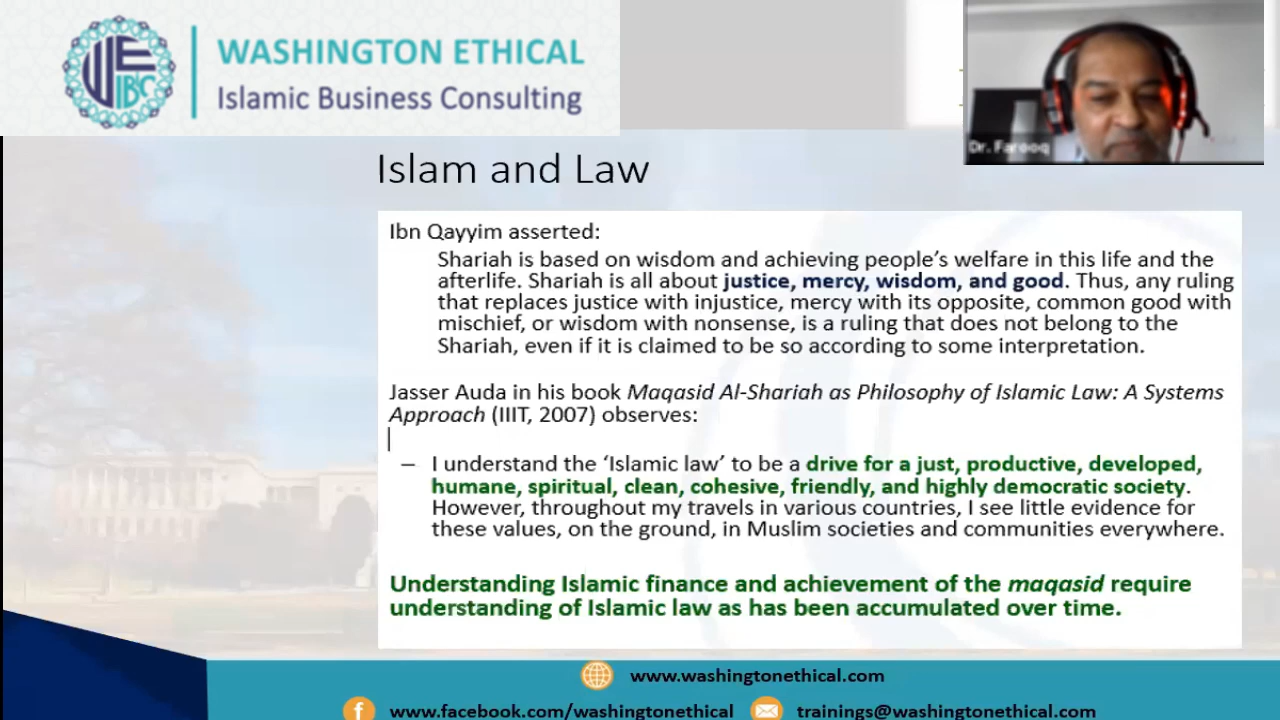 WASHINGTON ETHICAL
Islamic Business Consulting
WEIBC
Dr. Farooq
Islam and Law
Ibn Qayyim asserted:
Shariah is based on wisdom and achieving people's welfare in this life and the
afterlife. Shariah is all about justice, mercy, wisdom, and good. Thus, any ruling
that replaces justice with injustice, mercy with its opposite, common good with
mischief, or wisdom with nonsense, is a ruling that does not belong to the
Shariah, even if it is claimed to be so according to some interpretation.
Jasser Auda in his book Maqasid Al-Shariah as Philosophy of Islamic Law: A Systems
Approach (IIIT, 2007) observes:
– I understand the ‘Islamic law’ to be a drive for a just, productive, developed,
humane, spiritual, clean, cohesive, friendly, and highly democratic society.
However, throughout my travels in various countries, I see little evidence for
these values, on the ground, in Muslim societies and communities everywhere.
Understanding Islamic finance and achievement of the maqasid require
understanding of Islamic law as has been accumulated over time.
www.washingtonethical.com
www.facebook.com/washingtonethical
trainings@washingtonethical.com